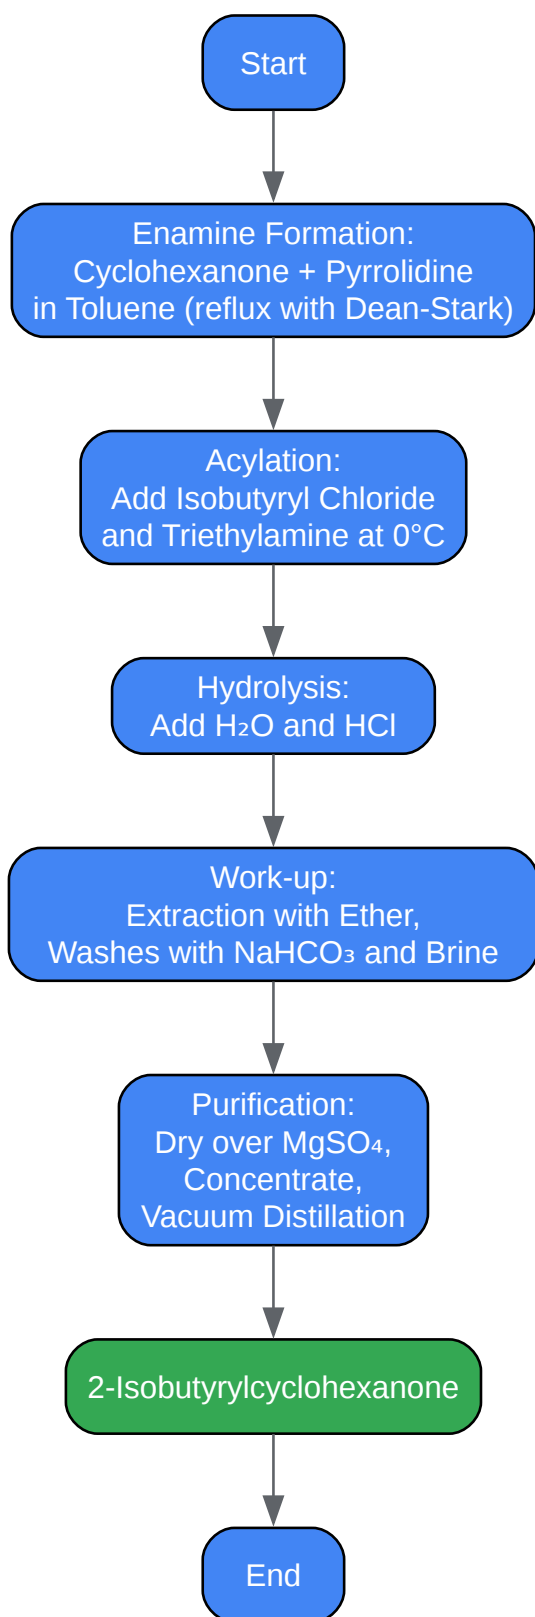 Start
Enamine Formation:
Cyclohexanone + Pyrrolidine
in Toluene (reflux with Dean-Stark)
Acylation:
Add Isobutyryl Chloride
and Triethylamine at 0°C
Hydrolysis:
Add H₂O and HCl
Work-up:
Extraction with Ether,
Washes with NaHCO₃ and Brine
Purification:
Dry over MgSO₄,
Concentrate,
Vacuum Distillation
2-Isobutyrylcyclohexanone
End